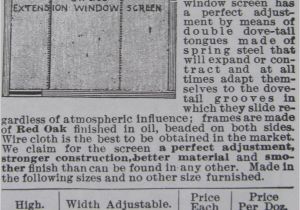 window screen has
a perfect adjust-
ment by means of
double dove-tail
tongues made of
spring steel that
will expand or con-
tract and at all
times adapt them-
selves to the dove-
tail grooves in
which they slide re-
EXTENSION WINDOW SCREEN
gardless of atmospheric influence; frames are made
of Red Oak finished in oil, beaded on both sides.
Wire cloth is the best to be obtained in the market.
We claim for the screen a perfect adjustment,
stronger construction, better material and smo-
ther finish than can be found in any other. Made in
the following sizes and no other size furnished.
High. Width Adjustable. Price Price
Each. Per Doz.